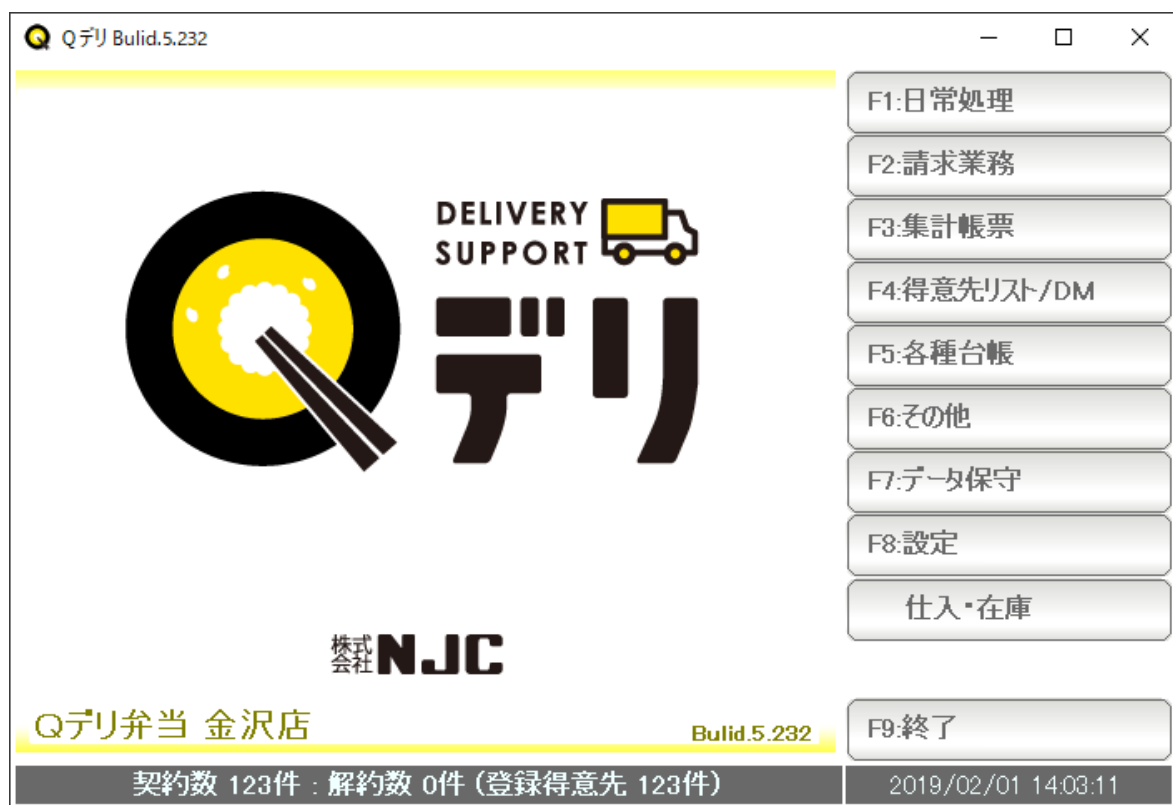 Qデリ Bulid.5.232
DELIVERY
SUPPORT
デリ
株式会社NJC
Qデリ弁当 金沢店
Bulid.5.232
契約数 123件 : 解約数 0件 (登録得意先 123件)
F1:日常処理
F2:請求業務
F3:集計帳票
F4:得意先リスト/DM
F5:各種台帳
F6:その他
F7:データ保守
F8:設定
仕入・在庫
F9:終了
2019/02/01 14:03:11